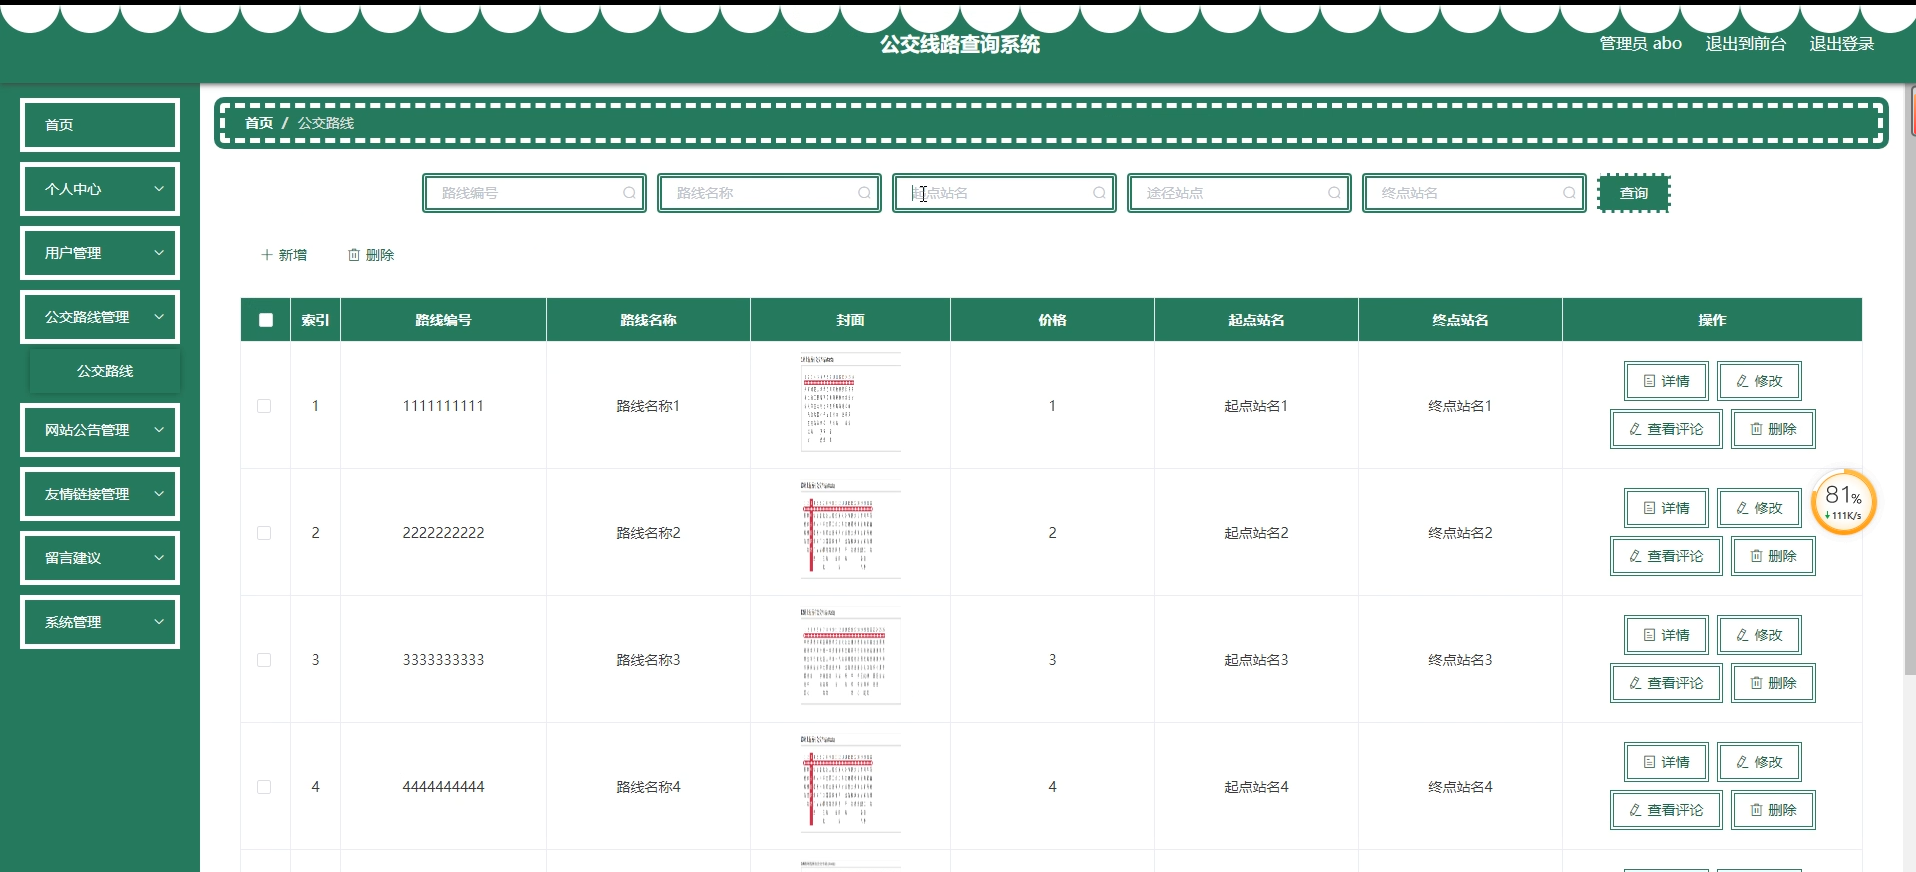 公交线路查询系统
管理员 abo 退出到前台 退出登录
首页
个人中心
用户管理
公交路线管理
公交路线
网站公告管理
友情链接管理
留言建议
系统管理
首页 / 公交路线
路线编号 路线名称 起点站名 途径站点 终点站名 查询
新增 删除
索引 路线编号 路线名称 封面 价格 起点站名 终点站名 操作
1 1111111111 路线名称1 1 起点站名1 终点站名1
详情 修改
查看评论 删除
2 2222222222 路线名称2 2 起点站名2 终点站名2
详情 修改
查看评论 删除
81%
111K/s
3 3333333333 路线名称3 3 起点站名3 终点站名3
详情 修改
查看评论 删除
4 4444444444 路线名称4 4 起点站名4 终点站名4
详情 修改
查看评论 删除